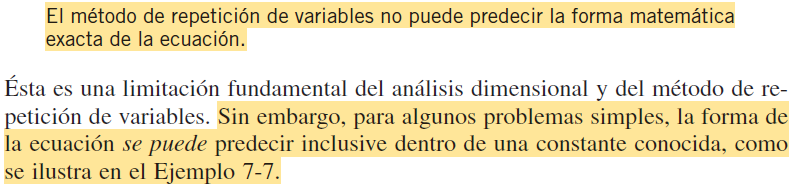 El método de repetición de variables no puede predecir la forma matemática
exacta de la ecuación.
Ésta es una limitación fundamental del análisis dimensional y del método de re-
petición de variables. Sin embargo, para algunos problemas simples, la forma de
la ecuación se puede predecir inclusive dentro de una constante conocida, como
se ilustra en el Ejemplo 7-7.